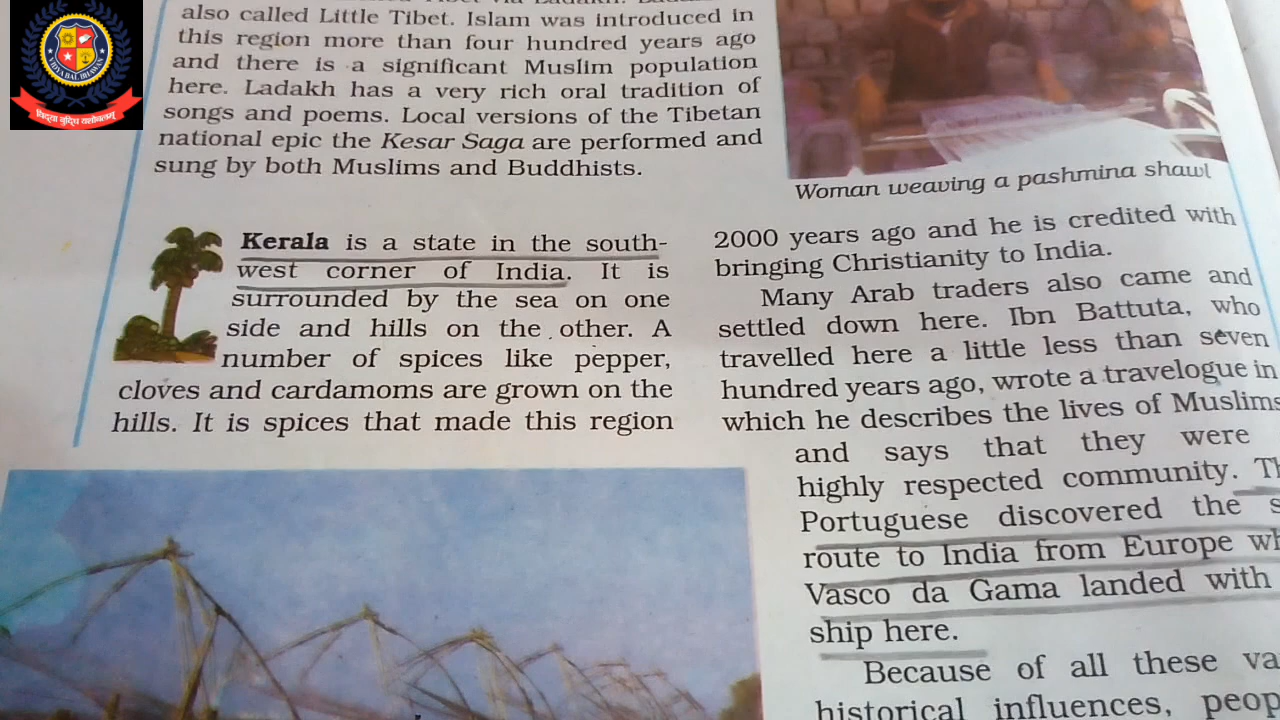 also called Little Tibet. Islam was introduced in
this region more than four hundred years ago
and there is a significant Muslim population
here. Ladakh has a very rich oral tradition of
songs and poems. Local versions of the Tibetan
national epic the Kesar Saga are performed and
sung by both Muslims and Buddhists.
Woman weaving a pashmina shawl
Kerala is a state in the south-
west corner of India. It is
surrounded by the sea on one
side and hills on the other. A
number of spices like pepper,
cloves and cardamoms are grown on the
hills. It is spices that made this region
2000 years ago and he is credited with
bringing Christianity to India.
Many Arab traders also came and
settled down here. Ibn Battuta, who
travelled here a little less than seven
hundred years ago, wrote a travelogue in
which he describes the lives of Muslims
and says that they were
highly respected community.
Portuguese discovered the
route to India from Europe
Vasco da Gama landed with
ship here.
Because of all these
historical influences,
VIDYA BAL BHAWAN